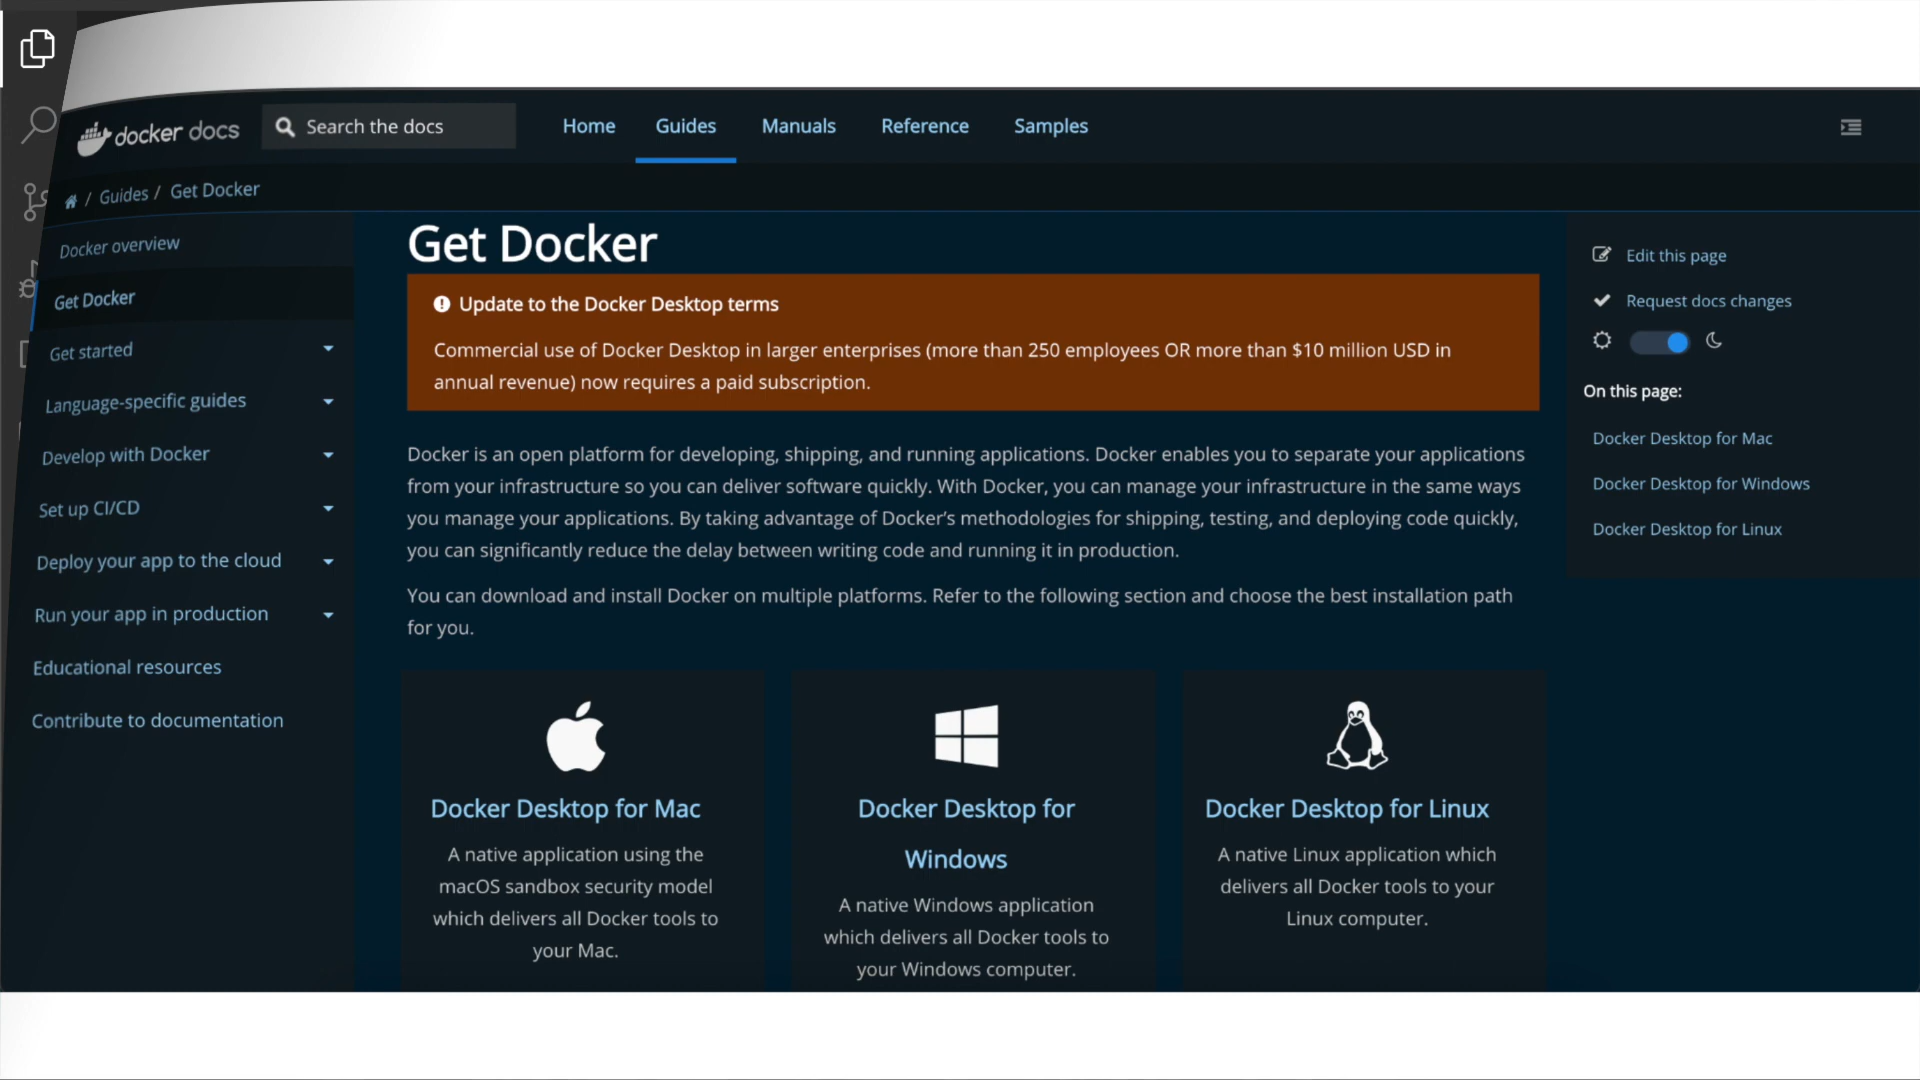 docker docs
Search the docs
Home
Guides
Manuals
Reference
Samples
/ Guides / Get Docker
Docker overview
Get Docker
Get started
Language-specific guides
Develop with Docker
Set up CI/CD
Deploy your app to the cloud
Run your app in production
Educational resources
Contribute to documentation
Get Docker
Update to the Docker Desktop terms
Commercial use of Docker Desktop in larger enterprises (more than 250 employees OR more than $10 million USD in
annual revenue) now requires a paid subscription.
Docker is an open platform for developing, shipping, and running applications. Docker enables you to separate your applications
from your infrastructure so you can deliver software quickly. With Docker, you can manage your infrastructure in the same ways
you manage your applications. By taking advantage of Docker’s methodologies for shipping, testing, and deploying code quickly,
you can significantly reduce the delay between writing code and running it in production.
You can download and install Docker on multiple platforms. Refer to the following section and choose the best installation path
for you.
Docker Desktop for Mac
A native application using the
macOS sandbox security model
which delivers all Docker tools to
your Mac.
Docker Desktop for
Windows
A native Windows application
which delivers all Docker tools to
your Windows computer.
Docker Desktop for Linux
A native Linux application which
delivers all Docker tools to your
Linux computer.
Edit this page
Request docs changes
On this page:
Docker Desktop for Mac
Docker Desktop for Windows
Docker Desktop for Linux